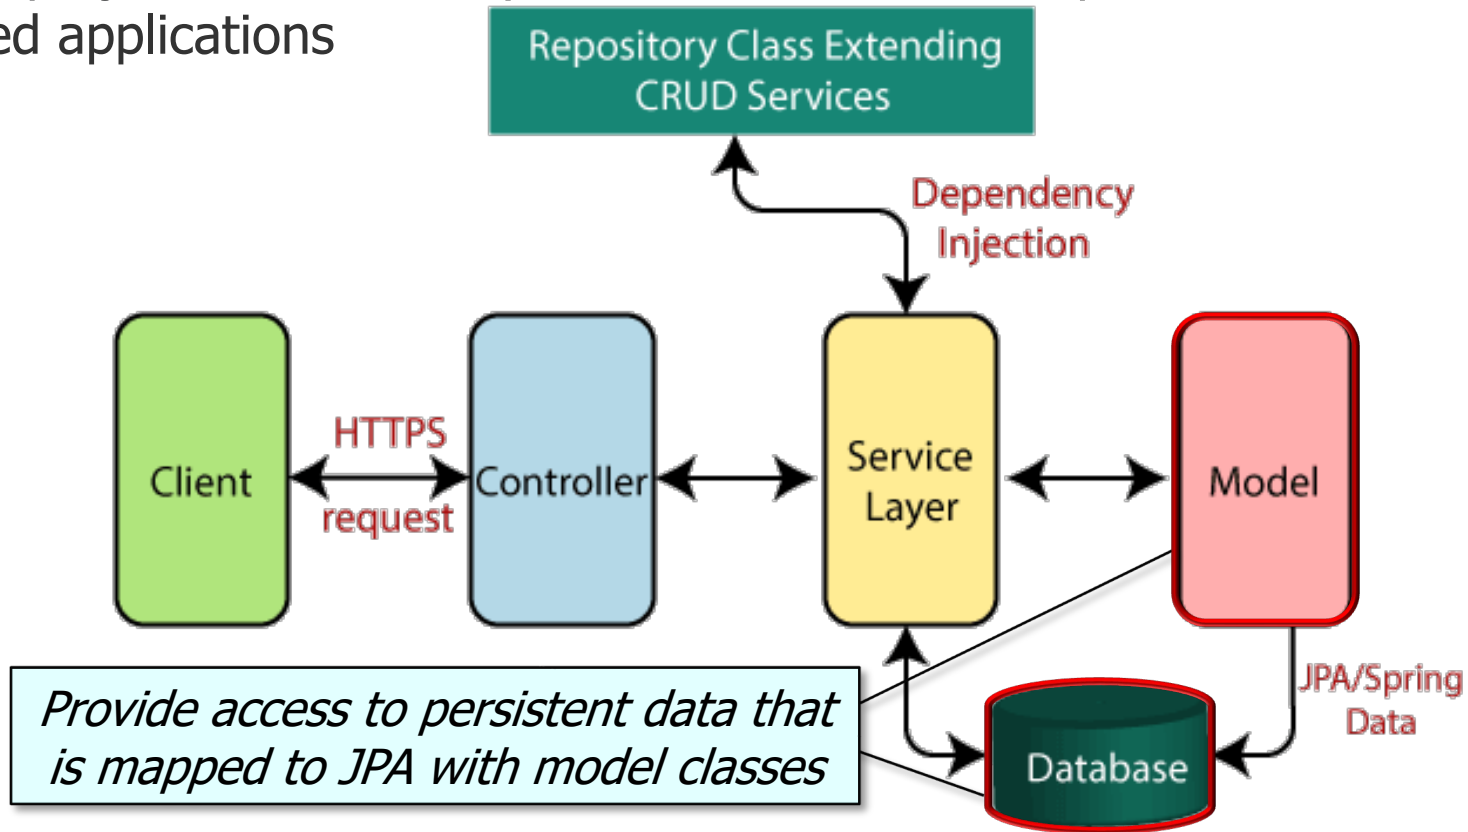 ed applications
Repository Class Extending
CRUD Services
Dependency
Injection
HTTPS
request
Client
Controller
Service
Layer
Model
JPA/Spring
Data
Database
Provide access to persistent data that
is mapped to JPA with model classes